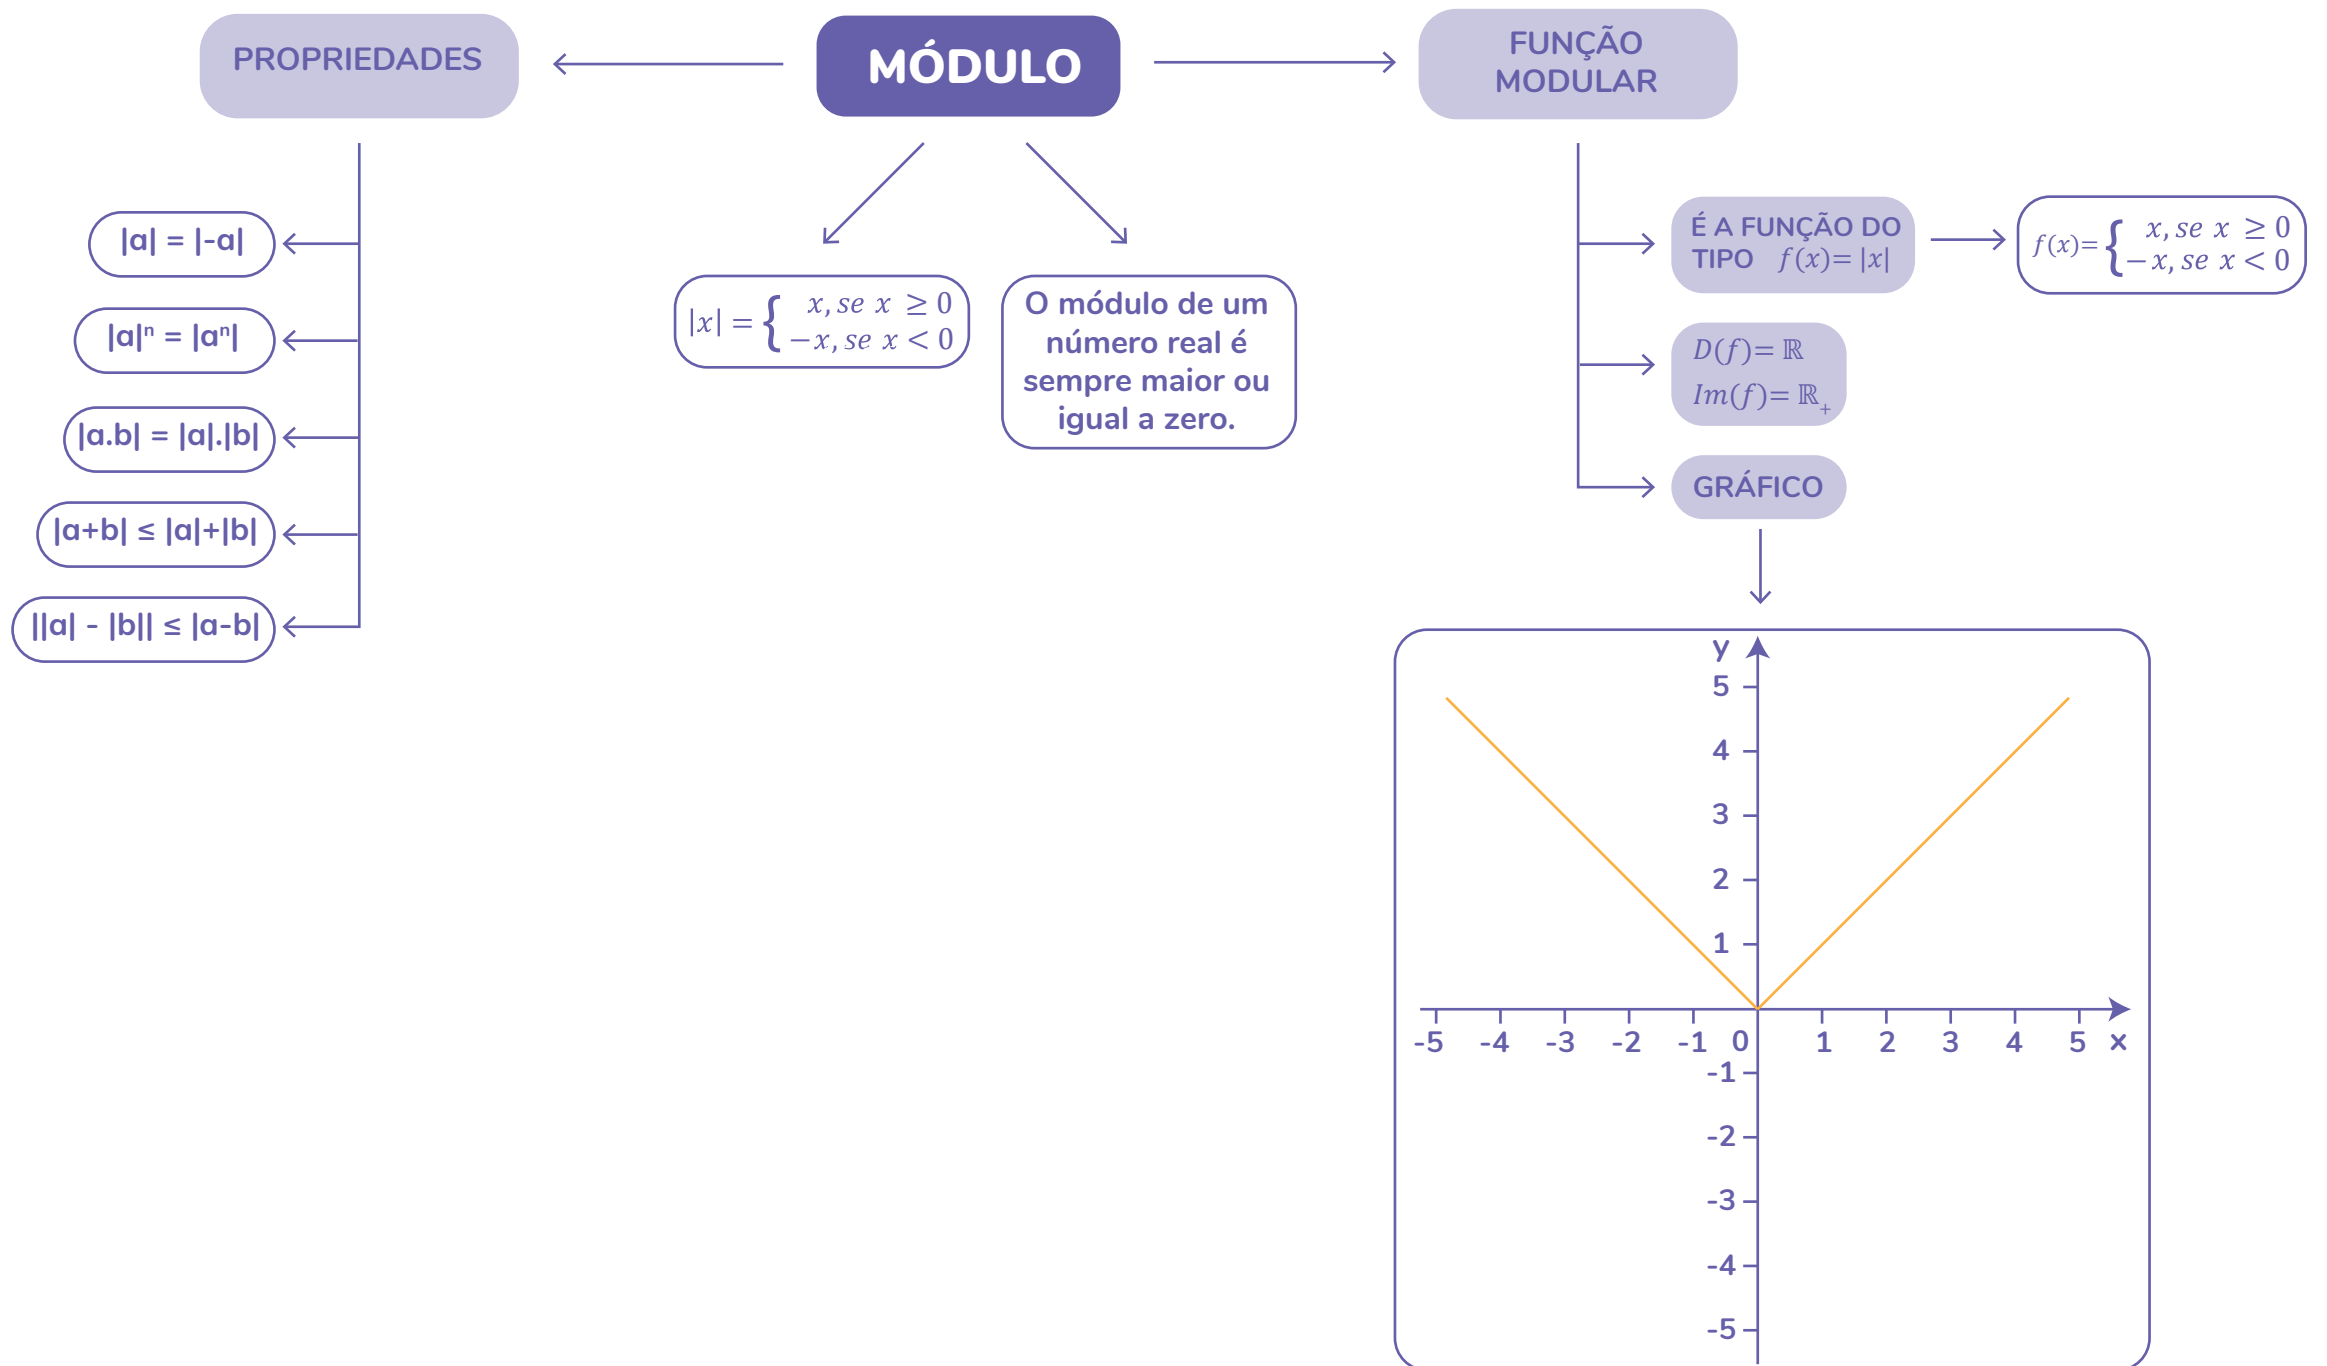 PROPRIEDADES
|a| = |-a|
|a|ⁿ = |aⁿ|
|a.b| = |a|.|b|
|a+b| ≤ |a|+|b|
||a| - |b|| ≤ |a-b|
MÓDULO
|x| = { x, se x ≥ 0
−x, se x < 0
O módulo de um
número real é
sempre maior ou
igual a zero.
FUNÇÃO
MODULAR
É A FUNÇÃO DO
TIPO f(x)= |x|
f(x)= { x, se x ≥ 0
−x, se x < 0
D(f)= ℝ
Im(f)= ℝ₊
GRÁFICO
y
5
4
3
2
1
-5 -4 -3 -2 -1 0 1 2 3 4 5 x
-1
-2
-3
-4
-5